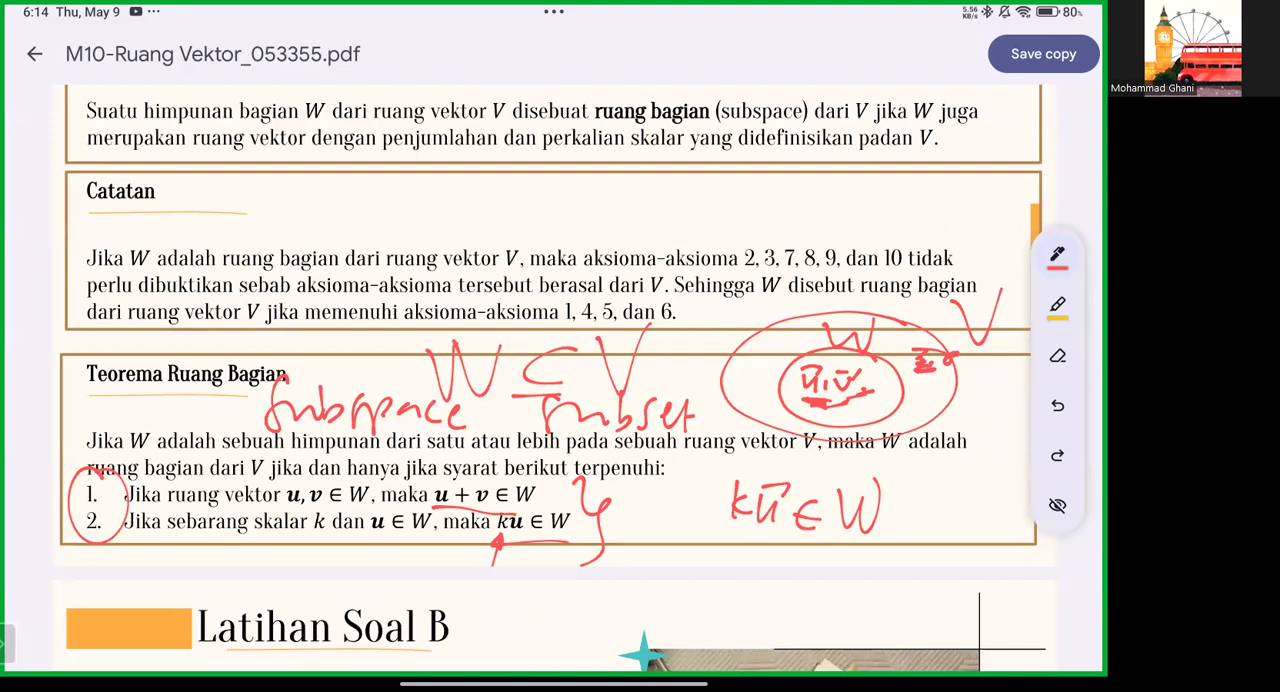 6:14 Thu, May 9
5.56 KB/s
80%
M10-Ruang Vektor_053355.pdf
Save copy
Mohammad Ghani
Suatu himpunan bagian W dari ruang vektor V disebuat ruang bagian (subspace) dari V jika W juga
merupakan ruang vektor dengan penjumlahan dan perkalian skalar yang didefinisikan padan V.
Catatan
Jika W adalah ruang bagian dari ruang vektor V, maka aksioma-aksioma 2, 3, 7, 8, 9, dan 10 tidak
perlu dibuktikan sebab aksioma-aksioma tersebut berasal dari V. Sehingga W disebut ruang bagian
dari ruang vektor V jika memenuhi aksioma-aksioma 1, 4, 5, dan 6.
V
W
W ⊆ V
Teorema Ruang Bagian
u, v
subspace subset
Jika W adalah sebuah himpunan dari satu atau lebih pada sebuah ruang vektor V, maka W adalah
ruang bagian dari V jika dan hanya jika syarat berikut terpenuhi:
1. Jika ruang vektor u, v ∈ W, maka u + v ∈ W
2. Jika sebarang skalar k dan u ∈ W, maka ku ∈ W
ku⃗ ∈ W
Latihan Soal B